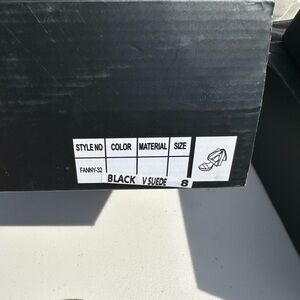 STYLE NO COLOR MATERIAL SIZE
FANNY-32 BLACK V SUEDE 8